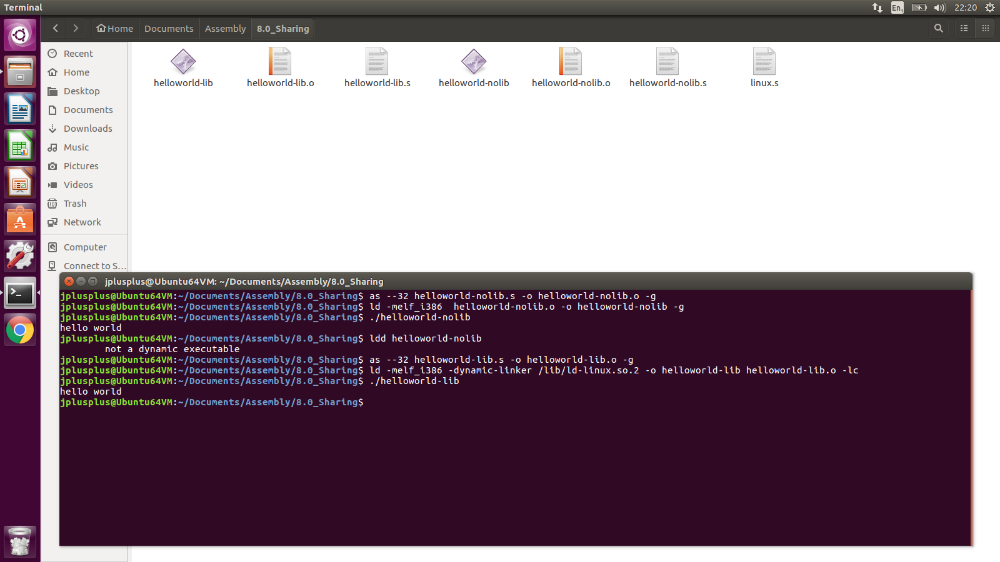 Terminal
En1
22:20
Home
Documents
Assembly
8.0_Sharing
Recent
Home
Desktop
Documents
Downloads
Music
Pictures
Videos
Trash
Network
Computer
Connect to S...
helloworld-lib
helloworld-lib.o
helloworld-lib.s
helloworld-nolib
helloworld-nolib.o
helloworld-nolib.s
linux.s
jplusplus@Ubuntu64VM: ~/Documents/Assembly/8.0_Sharing
jplusplus@Ubuntu64VM:~/Documents/Assembly/8.0_Sharing$ as --32 helloworld-nolib.s -o helloworld-nolib.o -g
jplusplus@Ubuntu64VM:~/Documents/Assembly/8.0_Sharing$ ld -melf_i386  helloworld-nolib.o -o helloworld-nolib -g
jplusplus@Ubuntu64VM:~/Documents/Assembly/8.0_Sharing$ ./helloworld-nolib
hello world
jplusplus@Ubuntu64VM:~/Documents/Assembly/8.0_Sharing$ ldd helloworld-nolib
not a dynamic executable
jplusplus@Ubuntu64VM:~/Documents/Assembly/8.0_Sharing$ as --32 helloworld-lib.s -o helloworld-lib.o -g
jplusplus@Ubuntu64VM:~/Documents/Assembly/8.0_Sharing$ ld -melf_i386 -dynamic-linker /lib/ld-linux.so.2 -o helloworld-lib helloworld-lib.o -lc
jplusplus@Ubuntu64VM:~/Documents/Assembly/8.0_Sharing$ ./helloworld-lib
hello world
jplusplus@Ubuntu64VM:~/Documents/Assembly/8.0_Sharing$